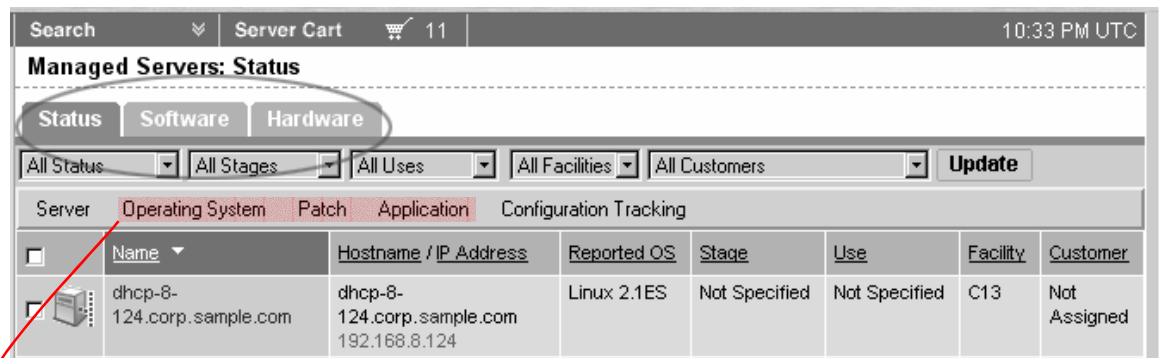 Search Server Cart 11 10:33 PM UTC
Managed Servers: Status
Status Software Hardware
All Status All Stages All Uses All Facilities All Customers Update
Server Operating System Patch Application Configuration Tracking
Name Hostname / IP Address Reported OS Stage Use Facility Customer
dhcp-8- dhcp-8- Linux 2.1ES Not Specified Not Specified C13 Not
124.corp.sample.com 124.corp.sample.com Assigned
192.168.8.124